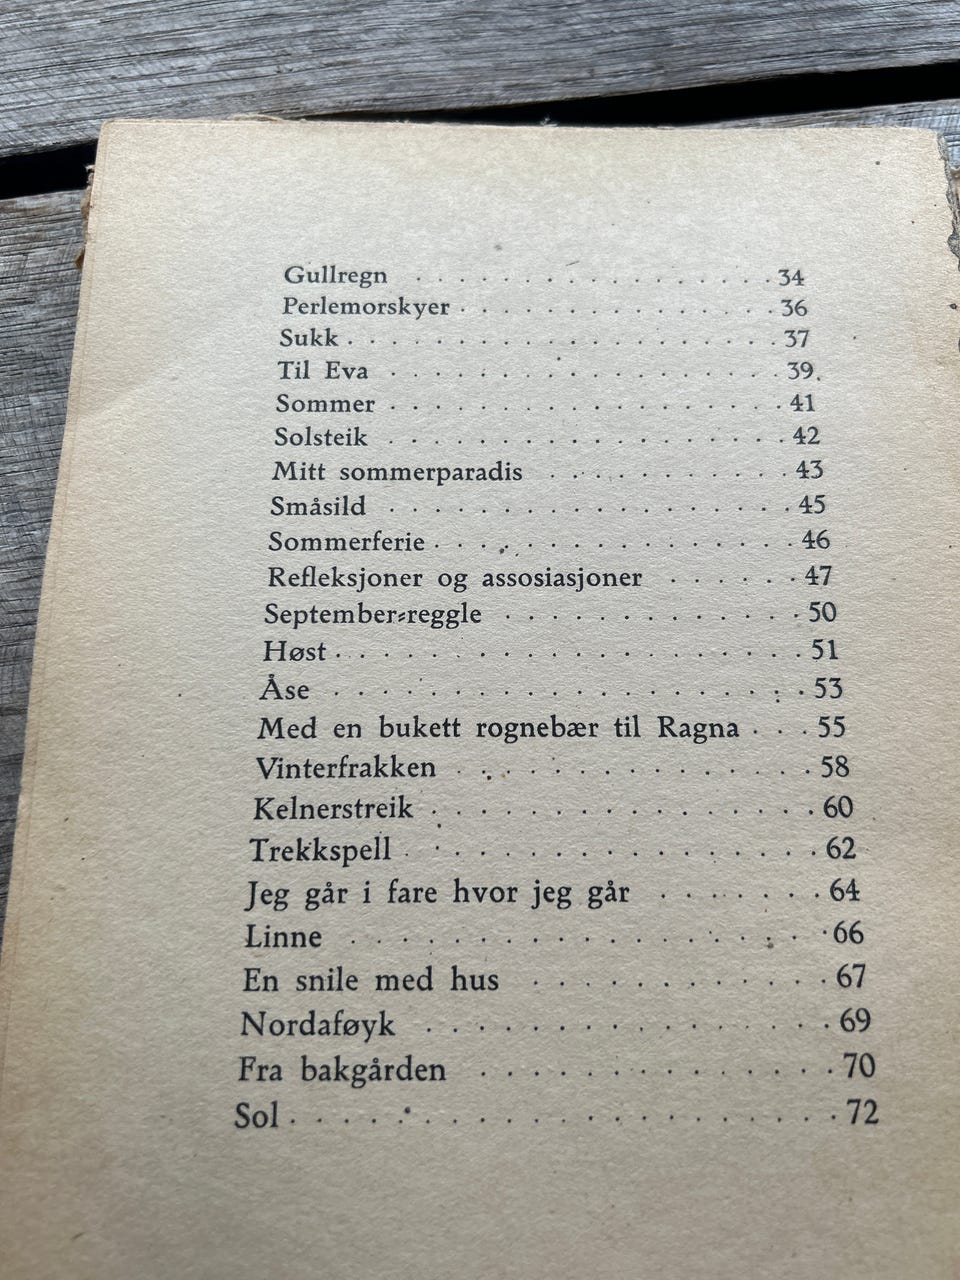 Gullregn . . . . . . . . . . . . . . . . 34
Perlemorskyer . . . . . . . . . . . . . . 36
Sukk . . . . . . . . . . . . . . . . . . 37
Til Eva . . . . . . . . . . . . . . . . . 39
Sommer . . . . . . . . . . . . . . . . . 41
Solsteik . . . . . . . . . . . . . . . . . 42
Mitt sommerparadis . . . . . . . . . . . 43
Småsild . . . . . . . . . . . . . . . . . 45
Sommerferie . . . . . . . . . . . . . . . 46
Refleksjoner og assosiasjoner . . . . . . 47
September-reggle . . . . . . . . . . . . 50
Høst . . . . . . . . . . . . . . . . . . 51
Åse . . . . . . . . . . . . . . . . . . . 53
Med en bukett rognebær til Ragna . . . 55
Vinterfrakken . . . . . . . . . . . . . . 58
Kelnerstreik . . . . . . . . . . . . . . . 60
Trekkspell . . . . . . . . . . . . . . . 62
Jeg går i fare hvor jeg går . . . . . . . 64
Linne . . . . . . . . . . . . . . . . . . 66
En snile med hus . . . . . . . . . . . . 67
Nordaføyk . . . . . . . . . . . . . . . . 69
Fra bakgården . . . . . . . . . . . . . . 70
Sol . . . . . . . . . . . . . . . . . . . 72